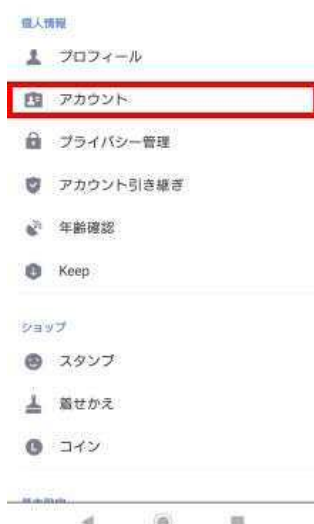 個人情報
プロフィール
アカウント
プライバシー管理
アカウント引き継ぎ
年齢確認
Keep
ショップ
スタンプ
着せかえ
コイン